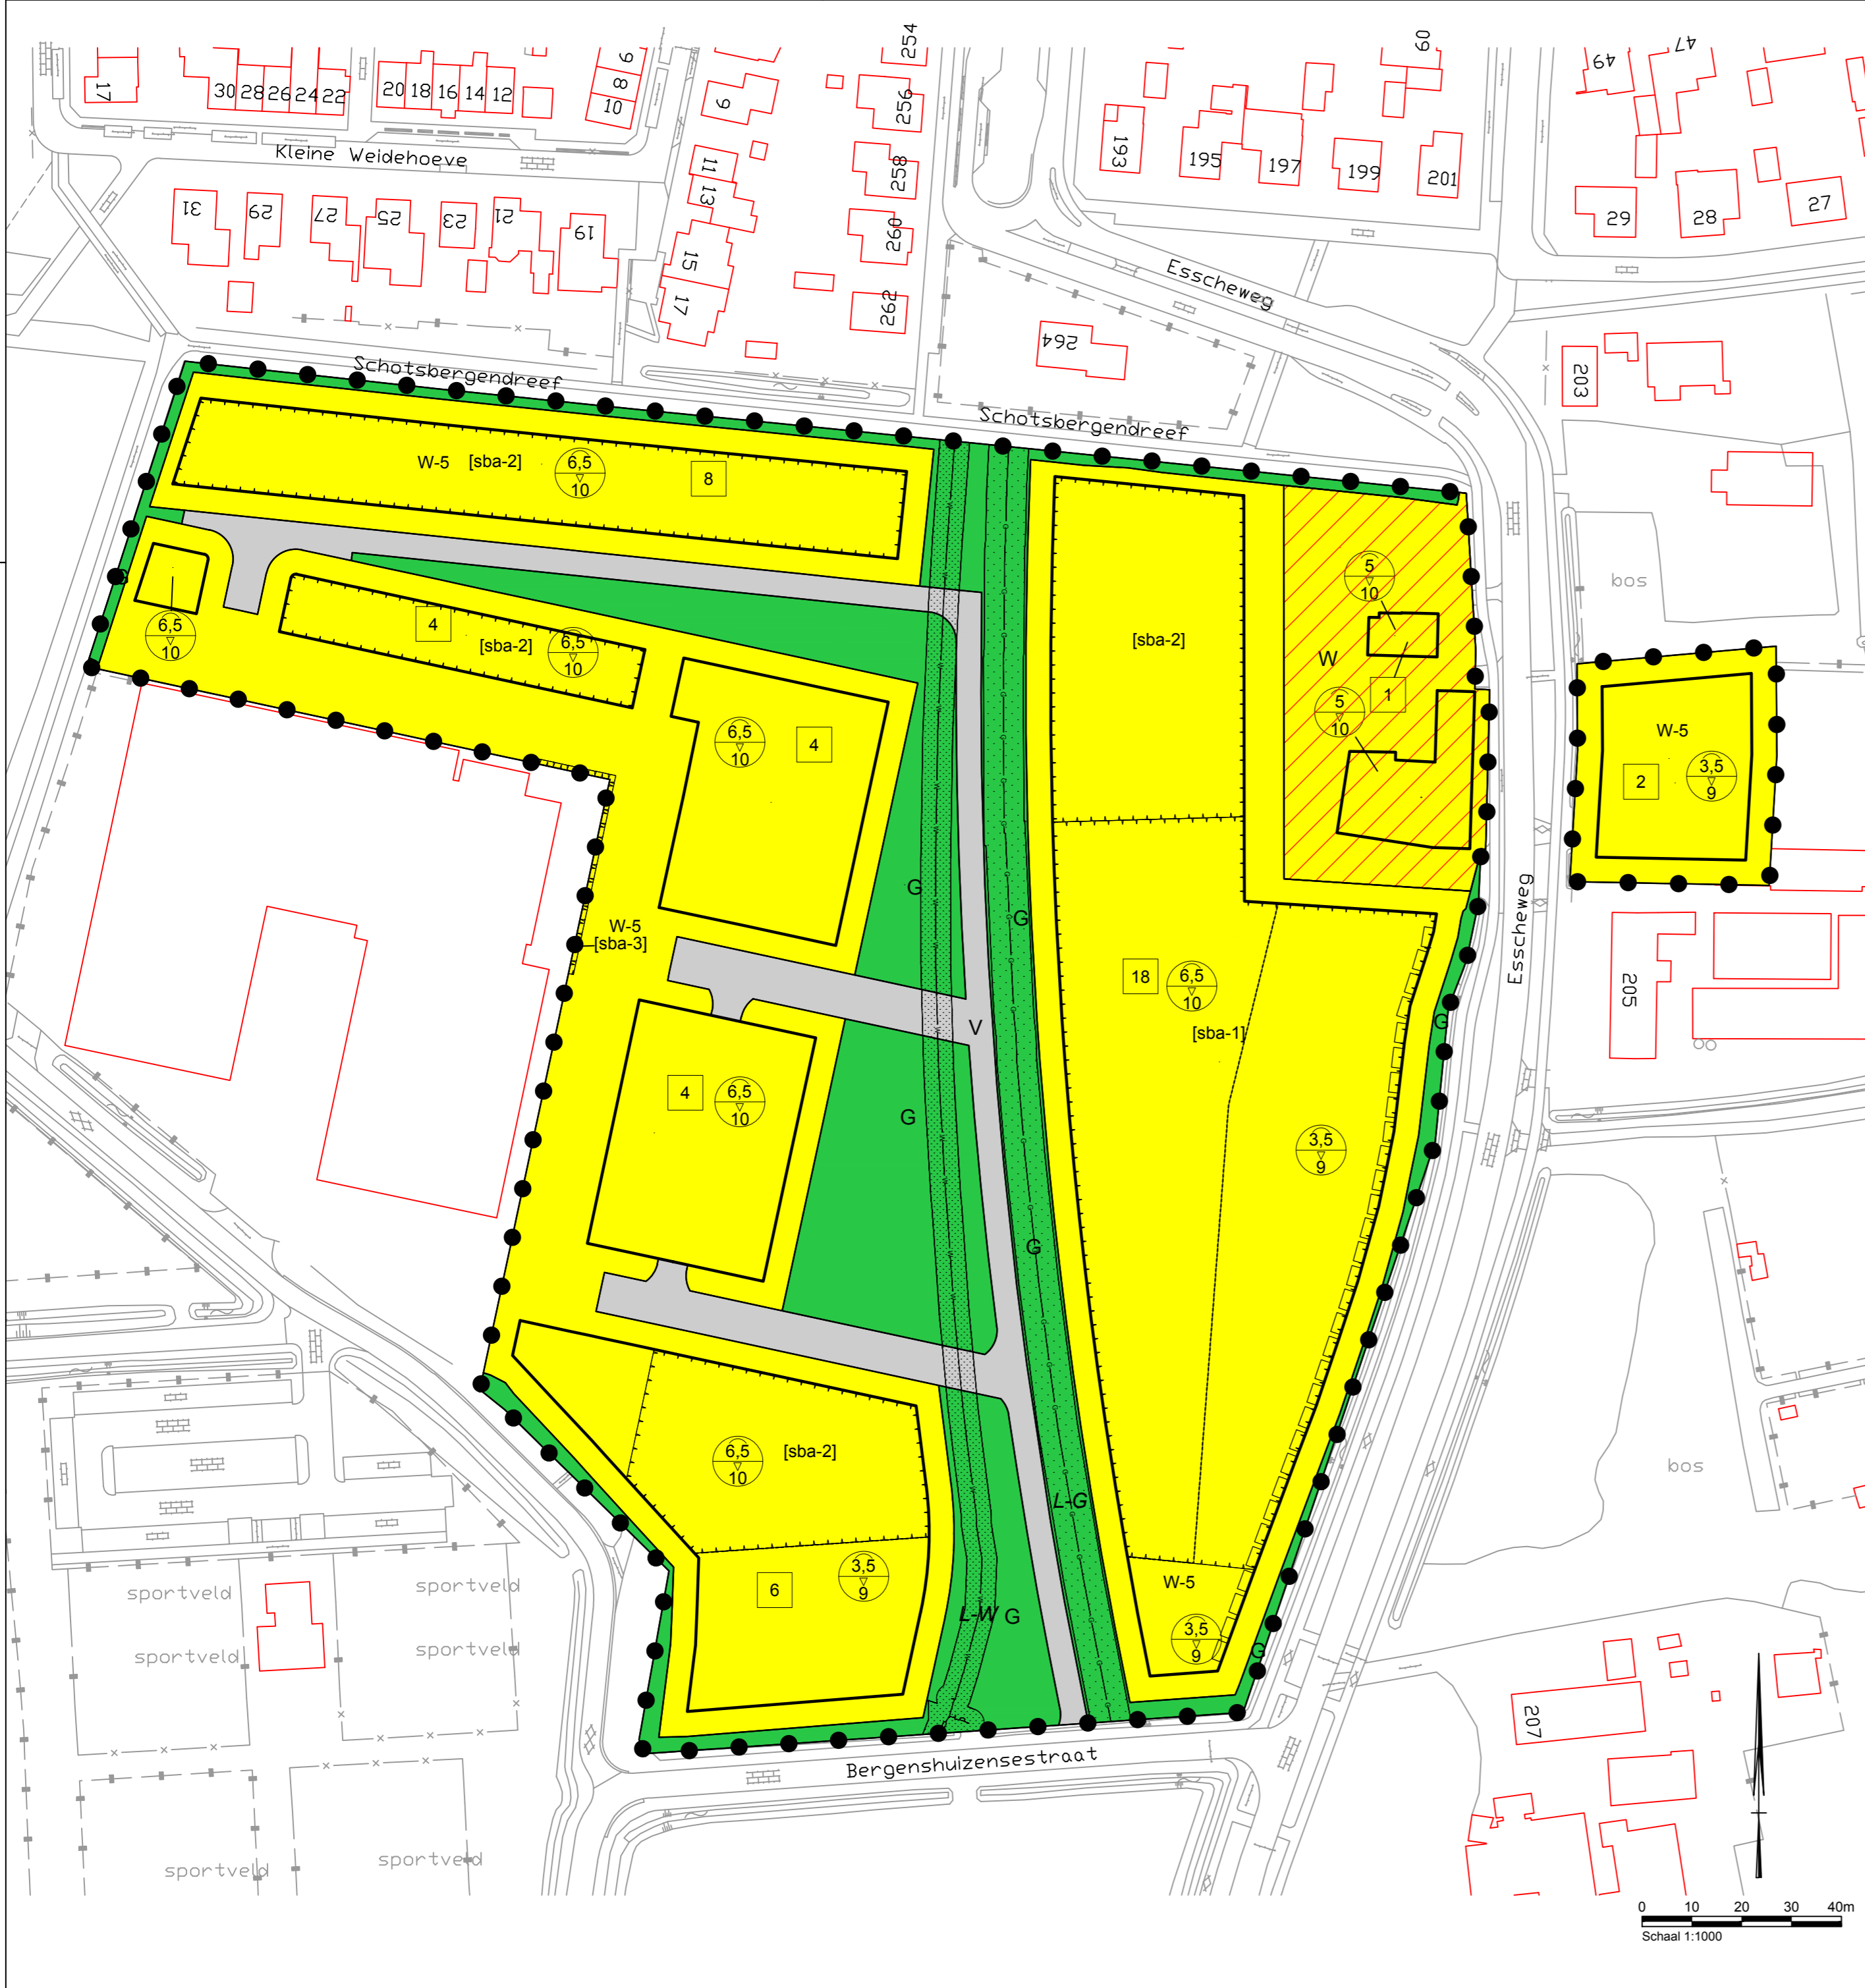 254
60
47
49
17
30 28 26 24 22
20 18 16 14 12
6
8
10
9
256
193
195
197
199
201
29
28
27
Kleine Weidehoeve
11
13
258
31
29
27
25
23
21
19
15
17
260
262
264
Esscheweg
203
Schotsbergendreef
Schotsbergendreef
W-5 [sba-2]
6,5
10
8
G
6,5
10
4
[sba-2]
6,5
10
[sba-2]
5
10
W
1
5
10
bos
W-5
2
3,5
9
6,5
10
4
G
G
W-5
[sba-3]
18
6,5
10
[sba-1]
Esscheweg
205
V
G
4
6,5
10
G
3,5
9
G
6,5
10
[sba-2]
L-G
bos
6
3,5
9
L-W G
W-5
3,5
9
G
sportveld
sportveld
sportveld
sportveld
sportveld
sportveld
207
Bergenshuizensestraat
0 10 20 30 40m
Schaal 1:1000